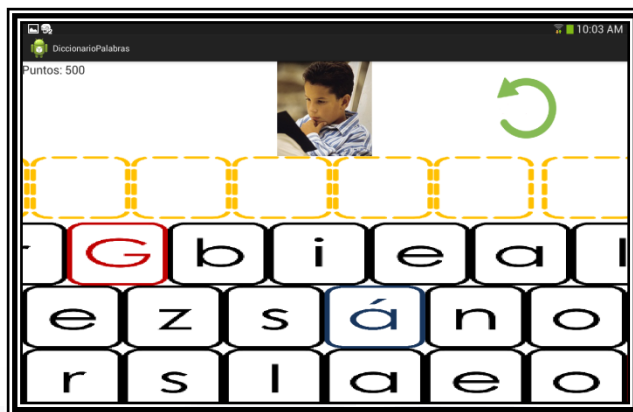 10:03 AM
DiccionarioPalabras
Puntos: 500
G b i e a l
e z s á n o
r s l a e o